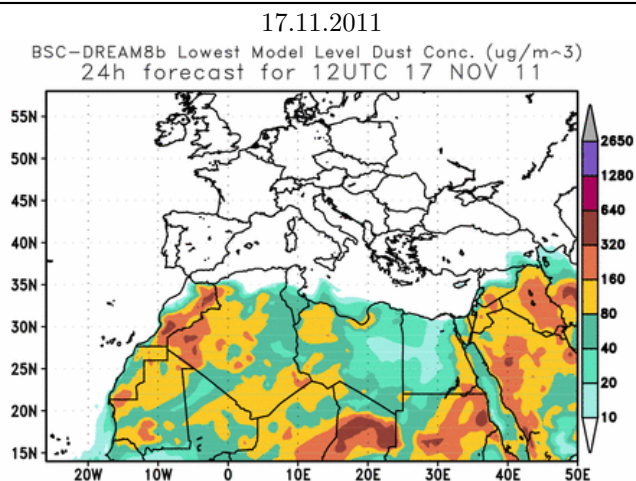 17.11.2011
BSC-DREAM8b Lowest Model Level Dust Conc. (ug/m^3)
24h forecast for 12UTC 17 NOV 11
55N
50N
45N
40N
35N
30N
25N
20N
15N
20W 10W 0 10E 20E 30E 40E 50E
2650
1280
640
320
160
80
40
20
10